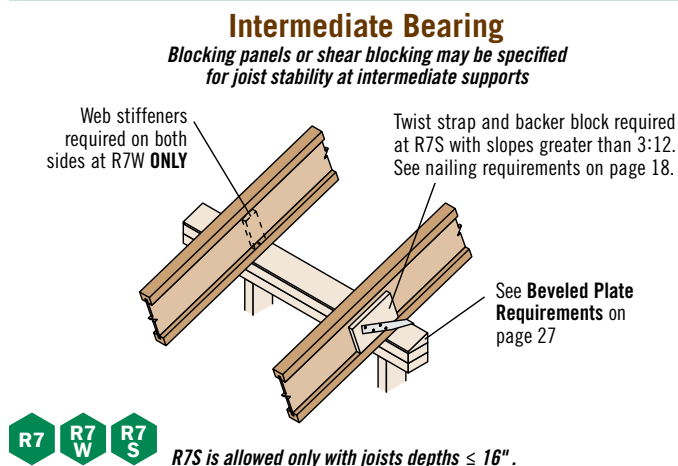 Intermediate Bearing
Blocking panels or shear blocking may be specified
for joist stability at intermediate supports
Web stiffeners
required on both
sides at R7W ONLY
Twist strap and backer block required
at R7S with slopes greater than 3:12.
See nailing requirements on page 18.
See Beveled Plate
Requirements on
page 27
R7
R7
W
R7
S
R7S is allowed only with joists depths ≤ 16" .